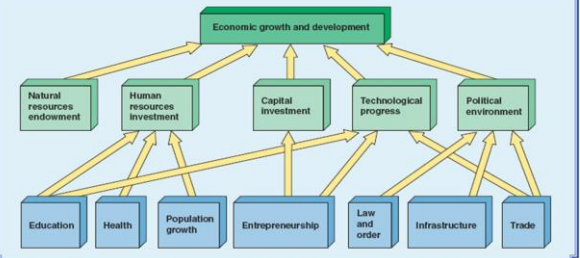 Economic growth and development
Natural
resources
endowment
Human
resources
investment
Capital
investment
Technological
progress
Political
environment
Education
Health
Population
growth
Entrepreneurship
Law
and
order
Infrastructure
Trade